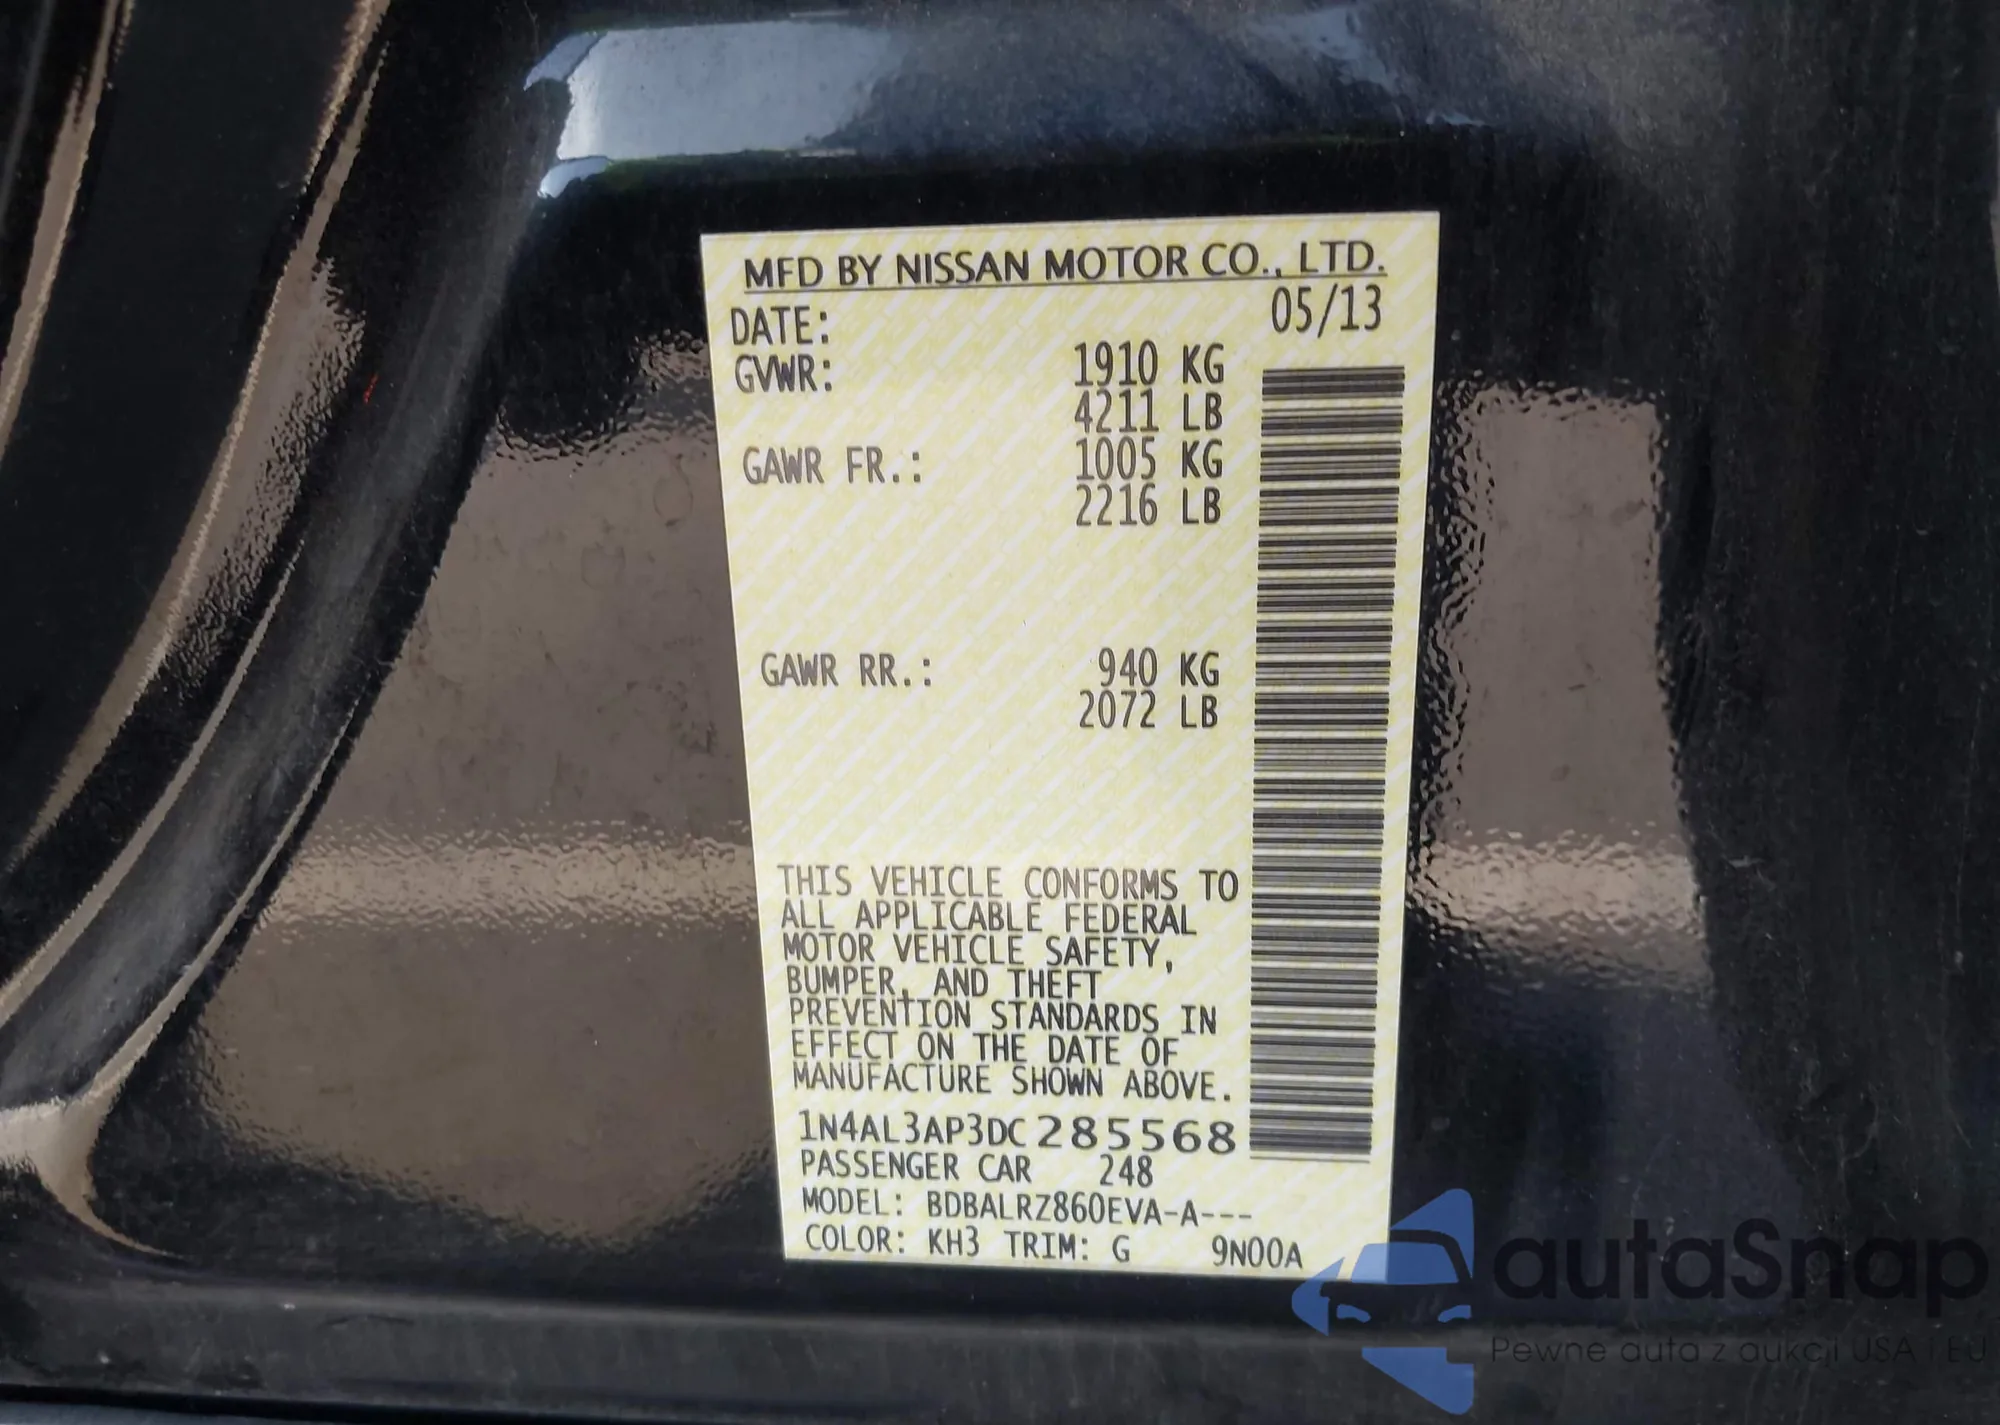 MFD BY NISSAN MOTOR CO., LTD.
DATE: 05/13
GVWR: 1910 KG
4211 LB
GAWR FR.: 1005 KG
2216 LB
GAWR RR.: 940 KG
2072 LB
THIS VEHICLE CONFORMS TO
ALL APPLICABLE FEDERAL
MOTOR VEHICLE SAFETY,
BUMPER, AND THEFT
PREVENTION STANDARDS IN
EFFECT ON THE DATE OF
MANUFACTURE SHOWN ABOVE.
1N4AL3AP3DC285568
PASSENGER CAR 248
MODEL: BDBALRZ860EVA-A---
COLOR: KH3 TRIM: G 9N00A
autaSnap
Pewne auta z aukcji USA i EU